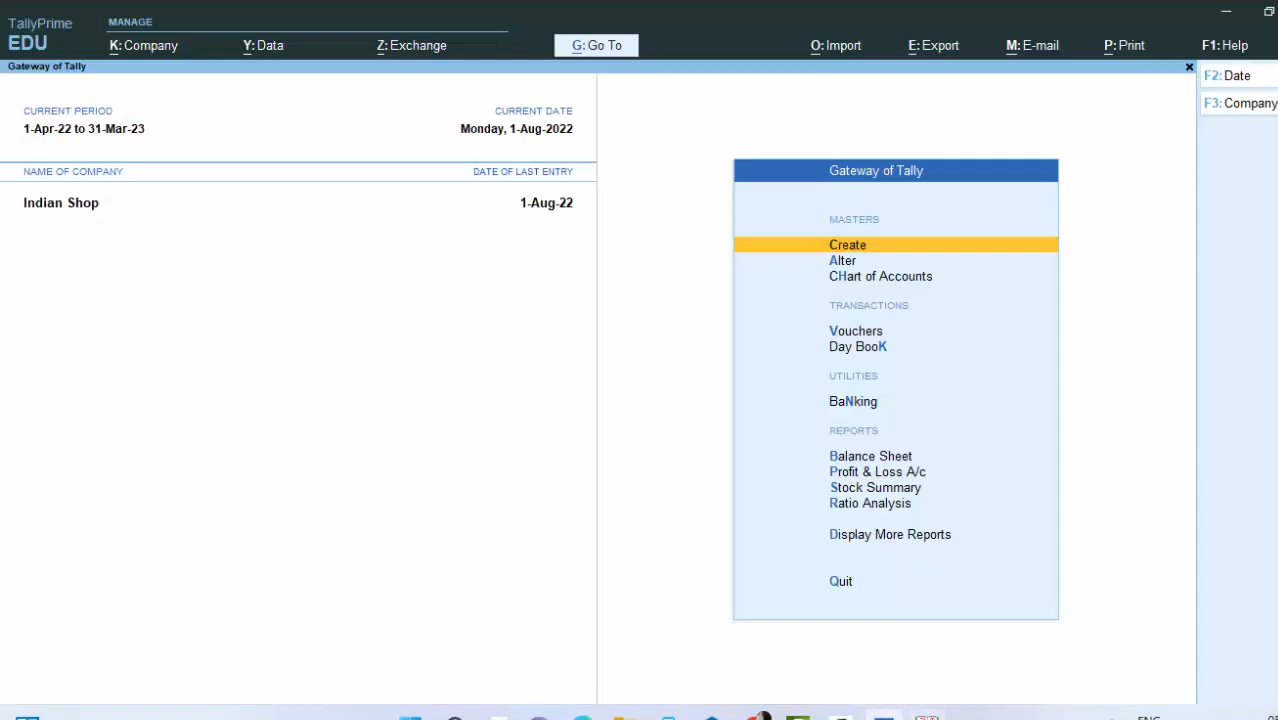 TallyPrime
EDU
MANAGE
K:Company Y:Data Z:Exchange G:Go To O:Import E:Export M:E-mail P:Print F1:Help
Gateway of Tally
F2:Date
F3:Company
CURRENT PERIOD CURRENT DATE
1-Apr-22 to 31-Mar-23 Monday, 1-Aug-2022
NAME OF COMPANY DATE OF LAST ENTRY
Indian Shop 1-Aug-22
Gateway of Tally
MASTERS
Create
Alter
CHart of Accounts
TRANSACTIONS
Vouchers
Day BooK
UTILITIES
BaNking
REPORTS
Balance Sheet
Profit & Loss A/c
Stock Summary
Ratio Analysis
Display More Reports
Quit
ENG